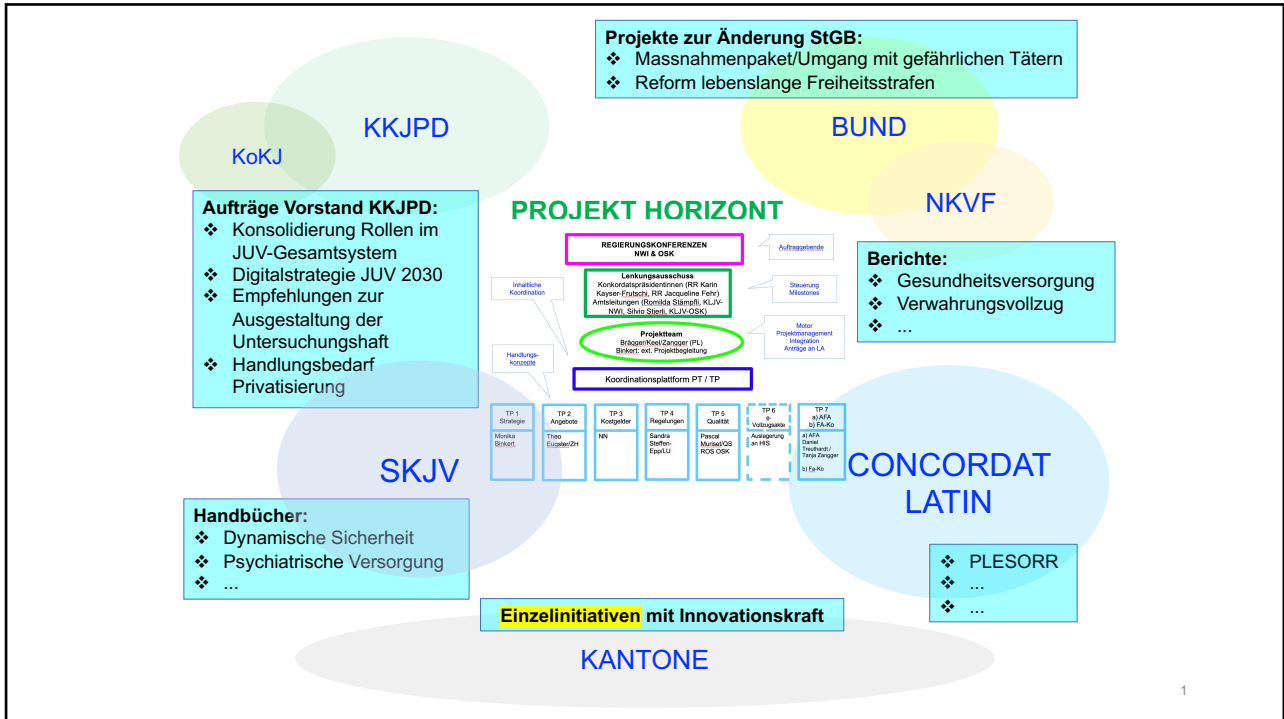 Projekte zur Änderung StGB:
❖ Massnahmenpaket/Umgang mit gefährlichen Tätern
❖ Reform lebenslange Freiheitsstrafen
KKJPD
BUND
KoKJ
NKVF
Aufträge Vorstand KKJPD:
❖ Konsolidierung Rollen im
JUV-Gesamtsystem
❖ Digitalstrategie JUV 2030
❖ Empfehlungen zur
Ausgestaltung der
Untersuchungshaft
❖ Handlungsbedarf
Privatisierung
PROJEKT HORIZONT
REGIERUNGSKONFERENZEN
NWI & OSK
Auftraggebende
Inhaltliche
Koordination
Lenkungsausschuss
Konkordatspräsidentinnen (RR Karin
Kayser-Frutschi, RR Jacqueline Fehr)
Amtsleitungen (Romilda Stämpfli, KLJV-
NWI, Silvio Stierli, KLJV-OSK)
Steuerung
Milestones
Projektteam
Brägger/Keel/Zangger (PL)
Binkert: ext. Projektbegleitung
Motor
Projektmanagement
Integration
Anträge an LA
Handlungs-
konzepte
Koordinationsplattform PT / TP
Berichte:
❖ Gesundheitsversorgung
❖ Verwahrungsvollzug
❖ ...
TP 1
Strategie
Monika
Binkert
TP 2
Angebote
Theo
Eugster/ZH
TP 3
Kostgelder
NN
TP 4
Regelungen
Sandra
Steffen-
Epp/LU
TP 5
Qualität
Pascal
Muriset/QS
ROS OSK
TP 6
e-
Vollzugsakte
Auslagerung
an HIS
TP 7
a) AFA
b) FA-Ko
a) AFA
Daniel
Treuthardt /
Tanja Zangger
b) Fa-Ko
SKJV
CONCORDAT
LATIN
Handbücher:
❖ Dynamische Sicherheit
❖ Psychiatrische Versorgung
❖ ...
❖ PLESORR
❖ ...
❖ ...
Einzelinitiativen mit Innovationskraft
KANTONE
1